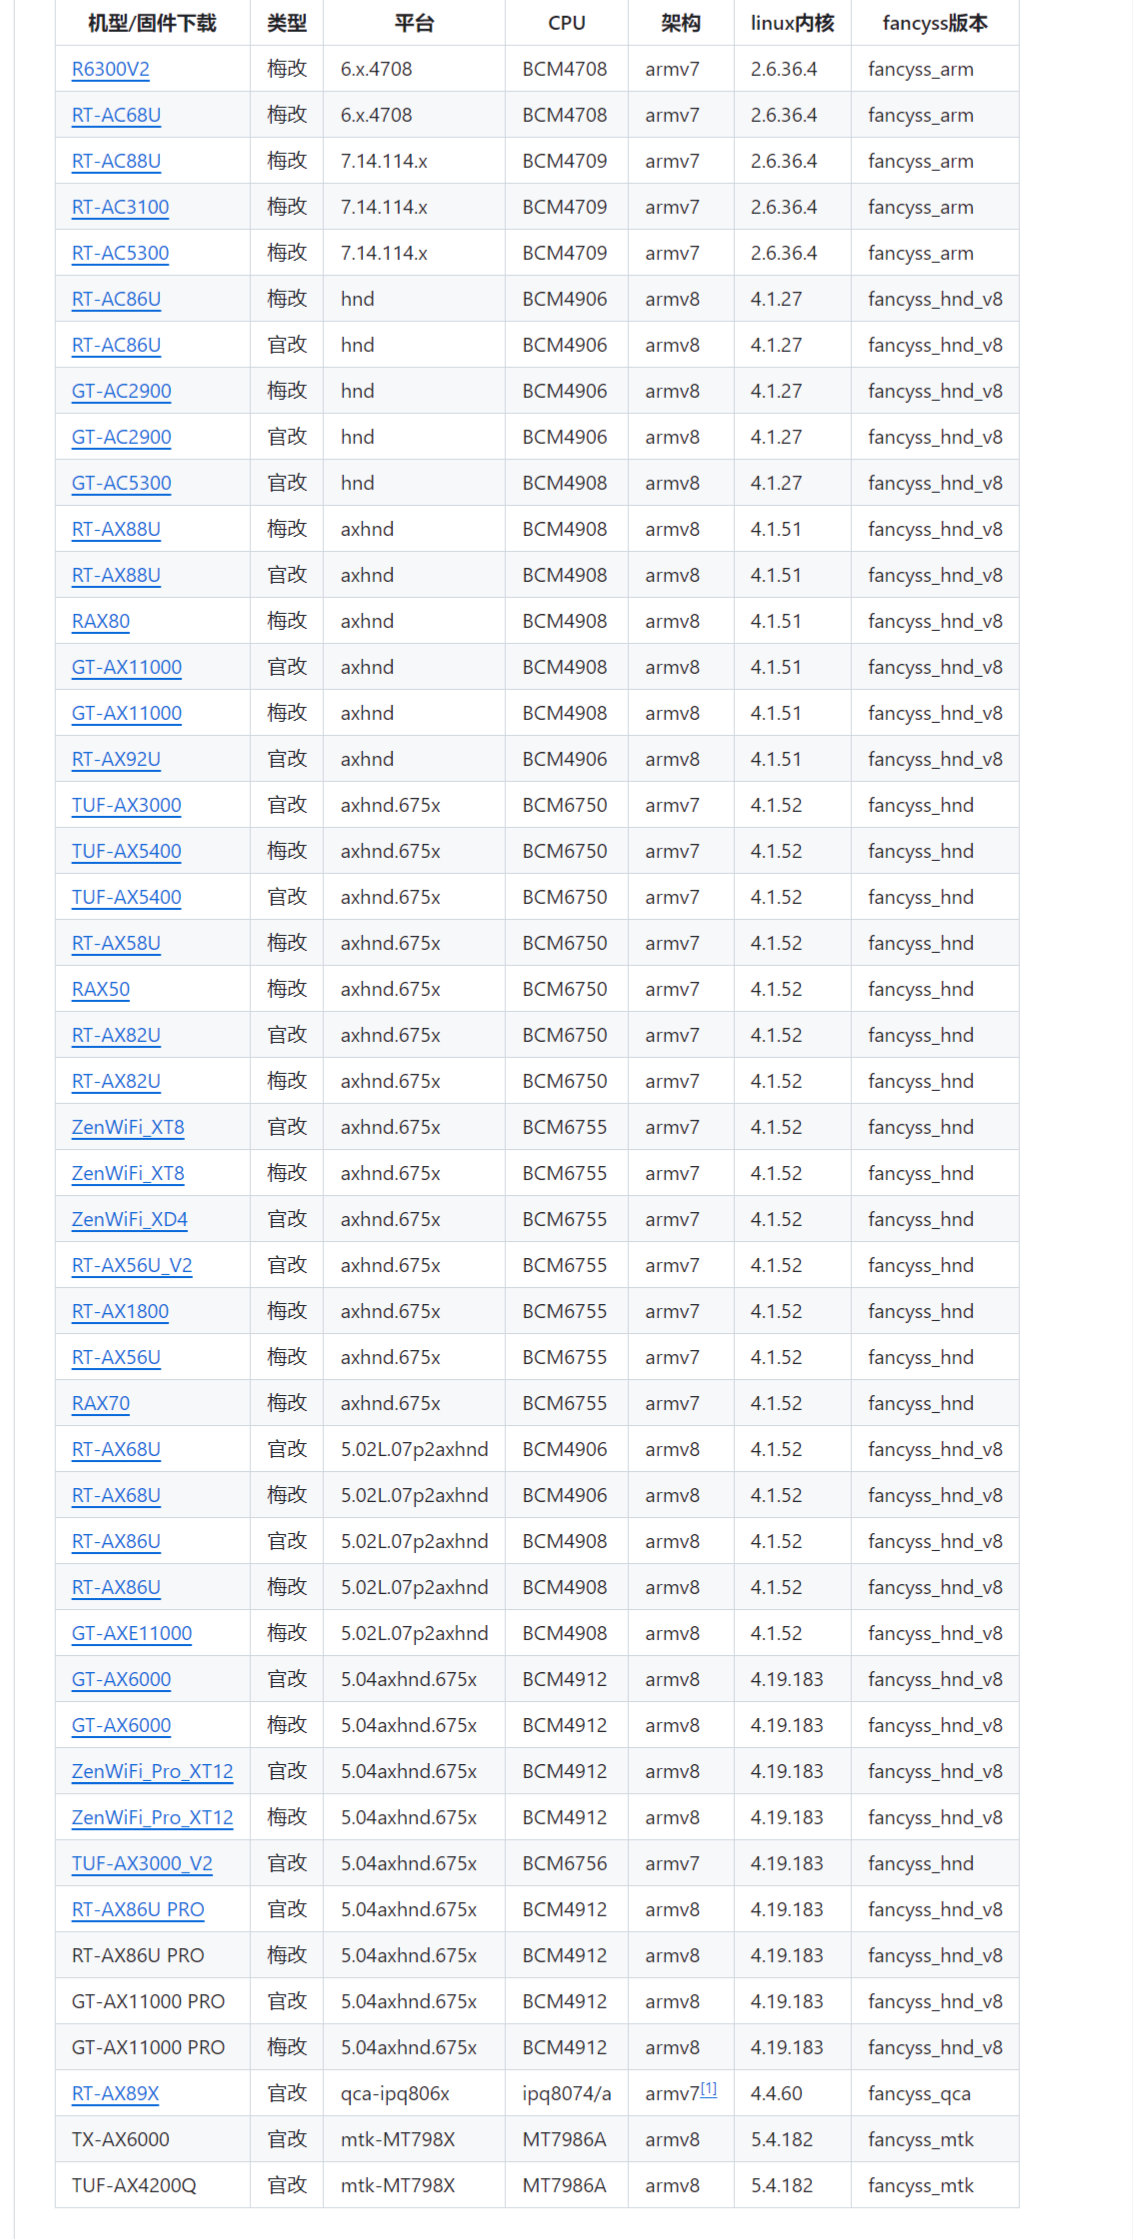 机型/固件下载 类型 平台 CPU 架构 linux内核 fancyss版本
R6300V2 梅改 6.x.4708 BCM4708 armv7 2.6.36.4 fancyss_arm
RT-AC68U 梅改 6.x.4708 BCM4708 armv7 2.6.36.4 fancyss_arm
RT-AC88U 梅改 7.14.114.x BCM4709 armv7 2.6.36.4 fancyss_arm
RT-AC3100 梅改 7.14.114.x BCM4709 armv7 2.6.36.4 fancyss_arm
RT-AC5300 梅改 7.14.114.x BCM4709 armv7 2.6.36.4 fancyss_arm
RT-AC86U 梅改 hnd BCM4906 armv8 4.1.27 fancyss_hnd_v8
RT-AC86U 官改 hnd BCM4906 armv8 4.1.27 fancyss_hnd_v8
GT-AC2900 梅改 hnd BCM4906 armv8 4.1.27 fancyss_hnd_v8
GT-AC2900 官改 hnd BCM4906 armv8 4.1.27 fancyss_hnd_v8
GT-AC5300 官改 hnd BCM4908 armv8 4.1.27 fancyss_hnd_v8
RT-AX88U 梅改 axhnd BCM4908 armv8 4.1.51 fancyss_hnd_v8
RT-AX88U 官改 axhnd BCM4908 armv8 4.1.51 fancyss_hnd_v8
RAX80 梅改 axhnd BCM4908 armv8 4.1.51 fancyss_hnd_v8
GT-AX11000 官改 axhnd BCM4908 armv8 4.1.51 fancyss_hnd_v8
GT-AX11000 梅改 axhnd BCM4908 armv8 4.1.51 fancyss_hnd_v8
RT-AX92U 官改 axhnd BCM4906 armv8 4.1.51 fancyss_hnd_v8
TUF-AX3000 官改 axhnd.675x BCM6750 armv7 4.1.52 fancyss_hnd
TUF-AX5400 梅改 axhnd.675x BCM6750 armv7 4.1.52 fancyss_hnd
TUF-AX5400 官改 axhnd.675x BCM6750 armv7 4.1.52 fancyss_hnd
RT-AX58U 梅改 axhnd.675x BCM6750 armv7 4.1.52 fancyss_hnd
RAX50 梅改 axhnd.675x BCM6750 armv7 4.1.52 fancyss_hnd
RT-AX82U 官改 axhnd.675x BCM6750 armv7 4.1.52 fancyss_hnd
RT-AX82U 梅改 axhnd.675x BCM6750 armv7 4.1.52 fancyss_hnd
ZenWiFi_XT8 官改 axhnd.675x BCM6755 armv7 4.1.52 fancyss_hnd
ZenWiFi_XT8 梅改 axhnd.675x BCM6755 armv7 4.1.52 fancyss_hnd
ZenWiFi_XD4 官改 axhnd.675x BCM6755 armv7 4.1.52 fancyss_hnd
RT-AX56U_V2 官改 axhnd.675x BCM6755 armv7 4.1.52 fancyss_hnd
RT-AX1800 梅改 axhnd.675x BCM6755 armv7 4.1.52 fancyss_hnd
RT-AX56U 梅改 axhnd.675x BCM6755 armv7 4.1.52 fancyss_hnd
RAX70 梅改 axhnd.675x BCM6755 armv7 4.1.52 fancyss_hnd
RT-AX68U 官改 5.02L.07p2axhnd BCM4906 armv8 4.1.52 fancyss_hnd_v8
RT-AX68U 梅改 5.02L.07p2axhnd BCM4906 armv8 4.1.52 fancyss_hnd_v8
RT-AX86U 官改 5.02L.07p2axhnd BCM4908 armv8 4.1.52 fancyss_hnd_v8
RT-AX86U 梅改 5.02L.07p2axhnd BCM4908 armv8 4.1.52 fancyss_hnd_v8
GT-AXE11000 梅改 5.02L.07p2axhnd BCM4908 armv8 4.1.52 fancyss_hnd_v8
GT-AX6000 官改 5.04axhnd.675x BCM4912 armv8 4.19.183 fancyss_hnd_v8
GT-AX6000 梅改 5.04axhnd.675x BCM4912 armv8 4.19.183 fancyss_hnd_v8
ZenWiFi_Pro_XT12 官改 5.04axhnd.675x BCM4912 armv8 4.19.183 fancyss_hnd_v8
ZenWiFi_Pro_XT12 梅改 5.04axhnd.675x BCM4912 armv8 4.19.183 fancyss_hnd_v8
TUF-AX3000_V2 官改 5.04axhnd.675x BCM6756 armv7 4.19.183 fancyss_hnd
RT-AX86U PRO 官改 5.04axhnd.675x BCM4912 armv8 4.19.183 fancyss_hnd_v8
RT-AX86U PRO 梅改 5.04axhnd.675x BCM4912 armv8 4.19.183 fancyss_hnd_v8
GT-AX11000 PRO 官改 5.04axhnd.675x BCM4912 armv8 4.19.183 fancyss_hnd_v8
GT-AX11000 PRO 梅改 5.04axhnd.675x BCM4912 armv8 4.19.183 fancyss_hnd_v8
RT-AX89X 官改 qca-ipq806x ipq8074/a armv7[1] 4.4.60 fancyss_qca
TX-AX6000 官改 mtk-MT798X MT7986A armv8 5.4.182 fancyss_mtk
TUF-AX4200Q 官改 mtk-MT798X MT7986A armv8 5.4.182 fancyss_mtk